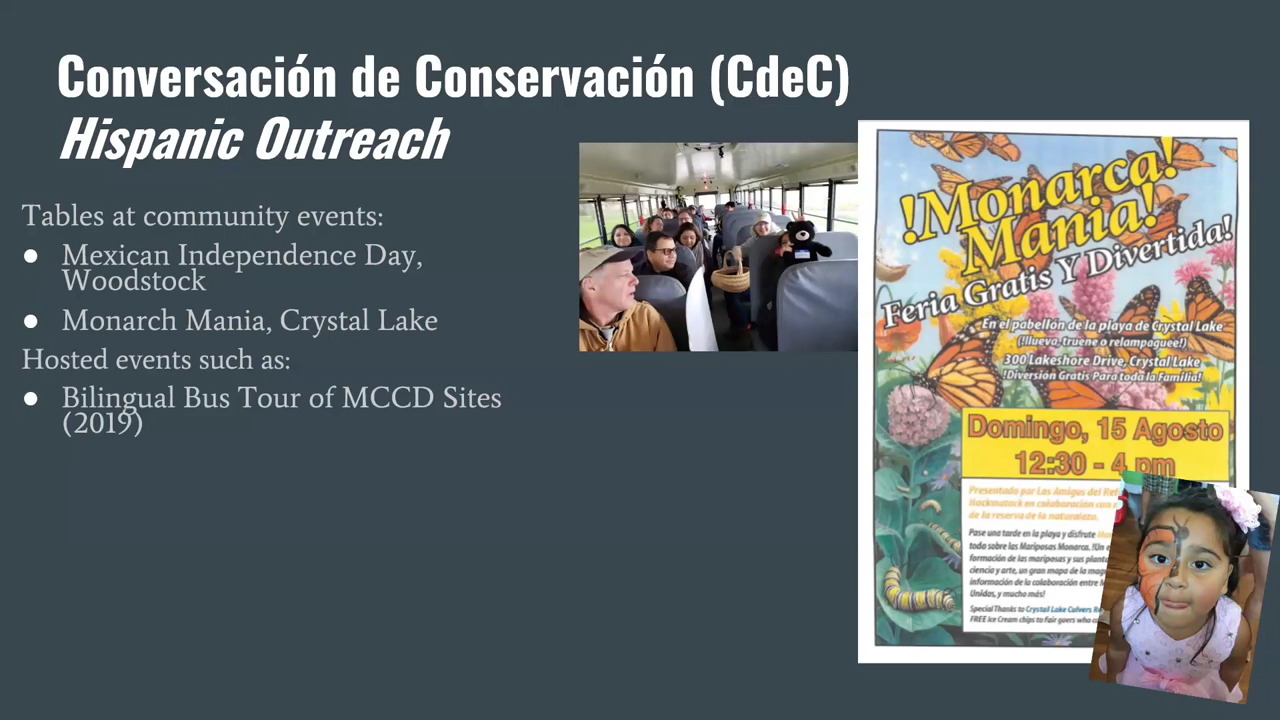 Conversación de Conservación (CdeC)
Hispanic Outreach
Tables at community events:
● Mexican Independence Day,
Woodstock
● Monarch Mania, Crystal Lake
Hosted events such as:
● Bilingual Bus Tour of MCCD Sites
(2019)
!Monarca!
Mania!
Feria Gratis Y Divertida!
En el pabellón de la playa de Crystal Lake
(!llueva, truene o relampaguee!)
300 Lakeshore Drive, Crystal Lake
!Diversión Gratis Para toda la Familia!
Domingo, 15 Agosto
12:30 - 4 pm
Presentado por Los Amigos del Ref
Hackmatack en colaboración con
de la reserva de la naturaleza.
Pase una tarde en la playa y disfrute
todo sobre las Mariposas Monarca. !Un
formación de las mariposas y sus plant
ciencia y arte, un gran mapa de la mag
información de la colaboración entre
Unidos, y mucho más!
Special Thanks to Crystal Lake Culvers
FREE Ice Cream chips to fair goers who